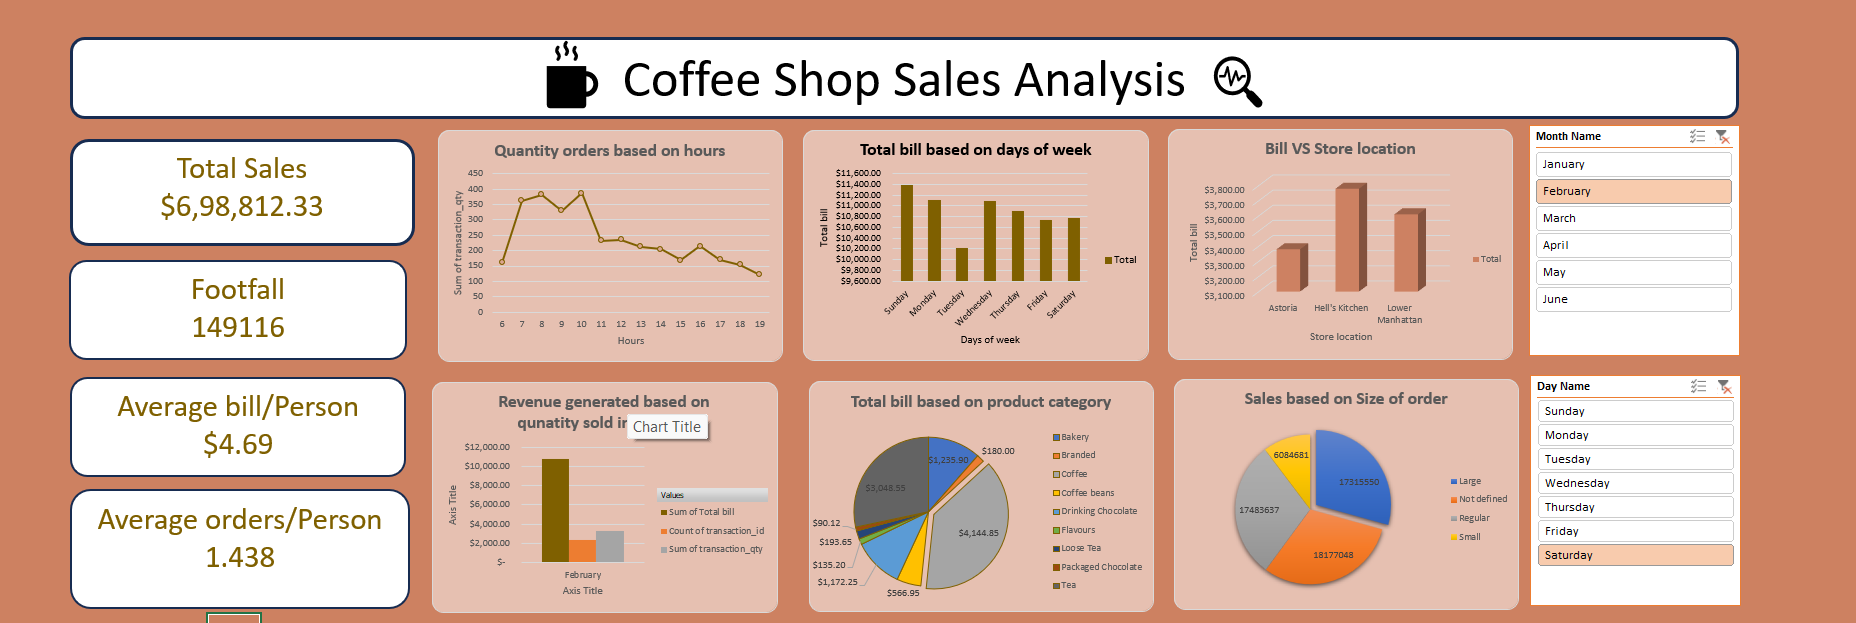 Coffee Shop Sales Analysis
Total Sales
$6,98,812.33
Footfall
149116
Average bill/Person
$4.69
Average orders/Person
1.438
Quantity orders based on hours
Sum of transaction_qty
450
400
350
300
250
200
150
100
50
0
6 7 8 9 10 11 12 13 14 15 16 17 18 19
Hours
Total bill based on days of week
Total bill
$11,600.00
$11,400.00
$11,200.00
$11,000.00
$10,800.00
$10,600.00
$10,400.00
$10,200.00
$10,000.00
$9,800.00
$9,600.00
Sunday Monday Tuesday Wednesday Thursday Friday Saturday
Days of week
Total
Bill VS Store location
Total bill
$3,800.00
$3,700.00
$3,600.00
$3,500.00
$3,400.00
$3,300.00
$3,200.00
$3,100.00
Astoria Hell's Kitchen Lower
Manhattan
Store location
Total
Month Name
January
February
March
April
May
June
Revenue generated based on
qunatity sold in
Chart Title
Axis Title
$12,000.00
$10,000.00
$8,000.00
$6,000.00
$4,000.00
$2,000.00
$-
February
Axis Title
Values
Sum of Total bill
Count of transaction_id
Sum of transaction_qty
Total bill based on product category
$1,235.90
$180.00
$4,144.85
$566.95
$1,172.25
$135.20
$193.65
$90.12
$3,048.55
Bakery
Branded
Coffee
Coffee beans
Drinking Chocolate
Flavours
Loose Tea
Packaged Chocolate
Tea
Sales based on Size of order
17315550
18177048
17483637
6084681
Large
Not defined
Regular
Small
Day Name
Sunday
Monday
Tuesday
Wednesday
Thursday
Friday
Saturday